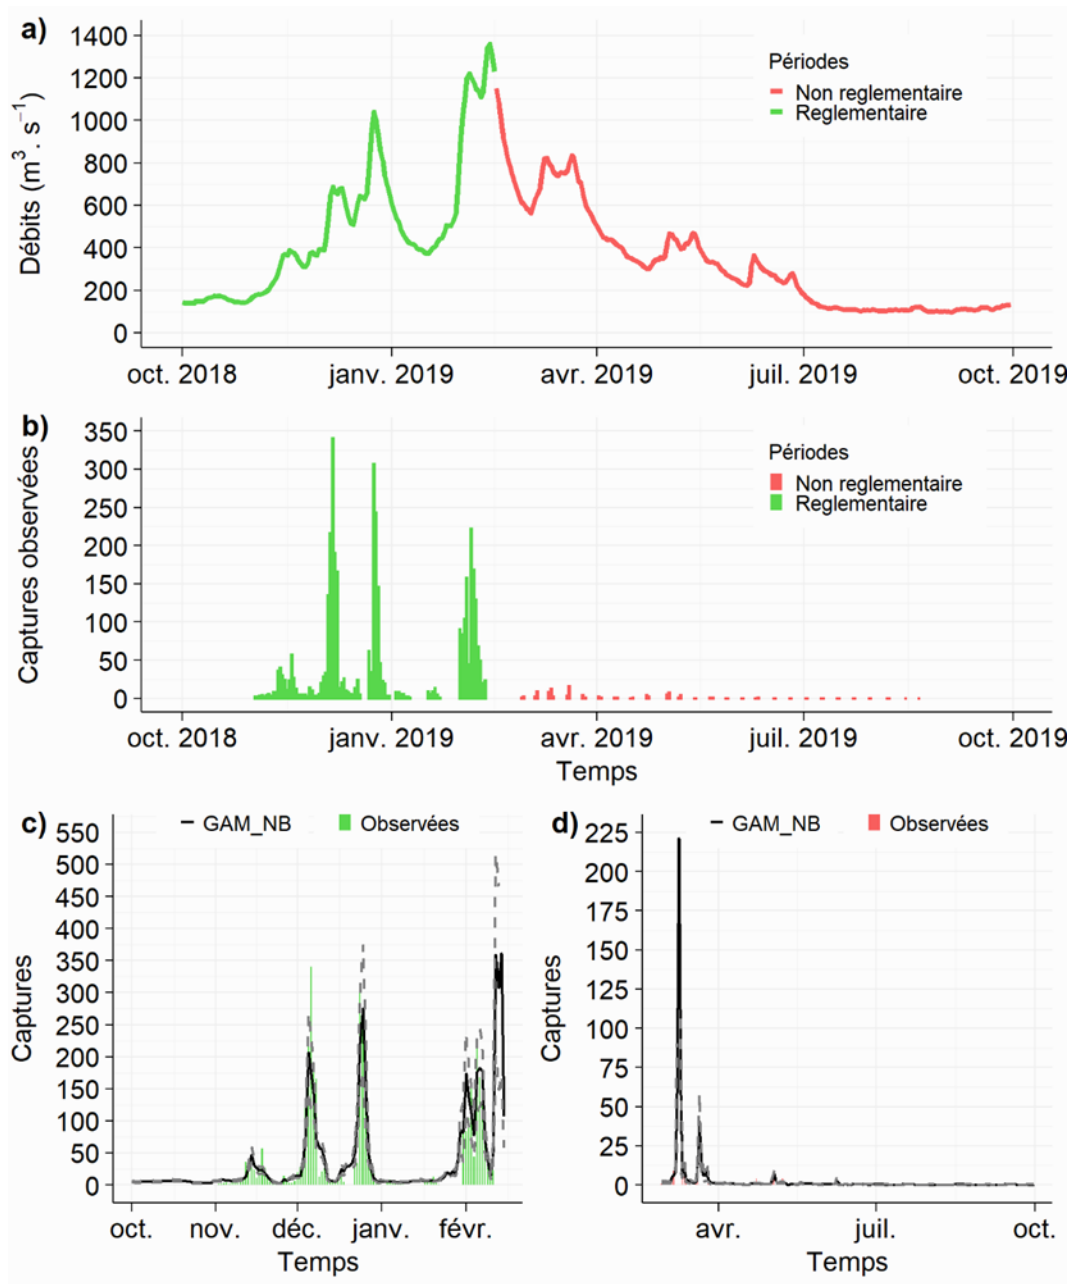 a)
Débits (m³ . s⁻¹)
1400
1200
1000
800
600
400
200
0
Périodes
Non reglementaire
Reglementaire
oct. 2018 janv. 2019 avr. 2019 juil. 2019 oct. 2019
b)
Captures observées
350
300
250
200
150
100
50
0
Périodes
Non reglementaire
Reglementaire
oct. 2018 janv. 2019 avr. 2019 juil. 2019 oct. 2019
Temps
c)
GAM_NB Observées
Captures
550
500
450
400
350
300
250
200
150
100
50
0
oct. nov. déc. janv. févr.
Temps
d)
GAM_NB Observées
Captures
225
200
175
150
125
100
75
50
25
0
avr. juil. oct.
Temps